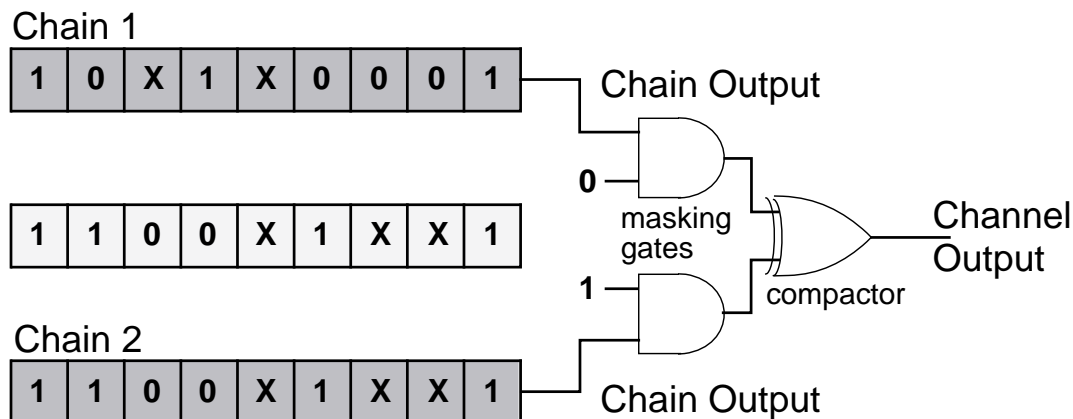 Chain 1
1 0 X 1 X 0 0 0 1
Chain Output
0
masking
gates
1 1 0 0 X 1 X X 1
Channel
Output
1
compactor
Chain 2
1 1 0 0 X 1 X X 1
Chain Output